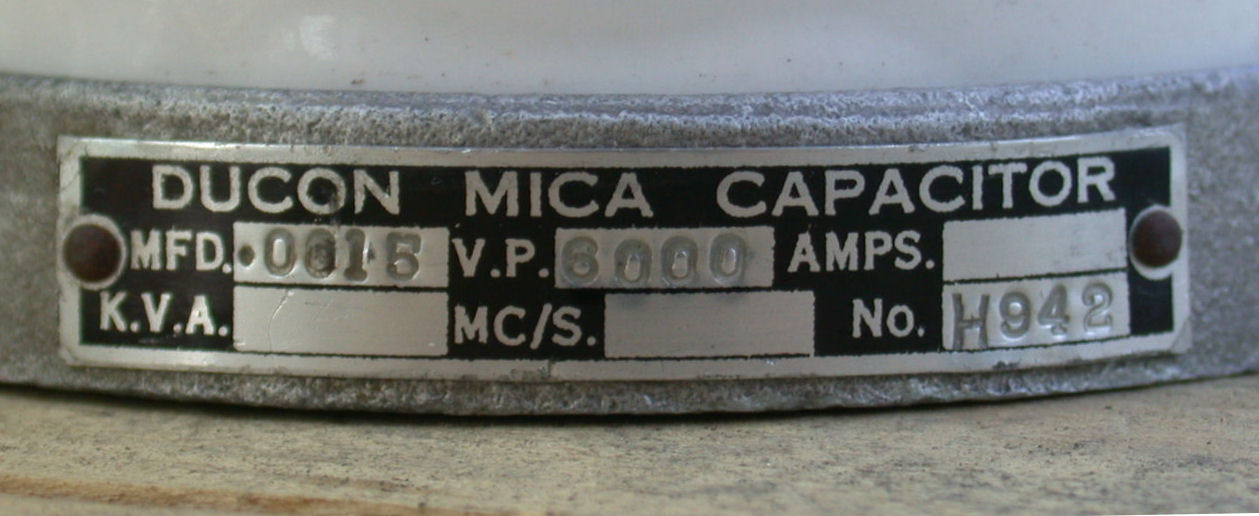 DUCON MICA CAPACITOR
MFD. .0015 V.P. 6000 AMPS.
K.V.A. MC/S. No. H942